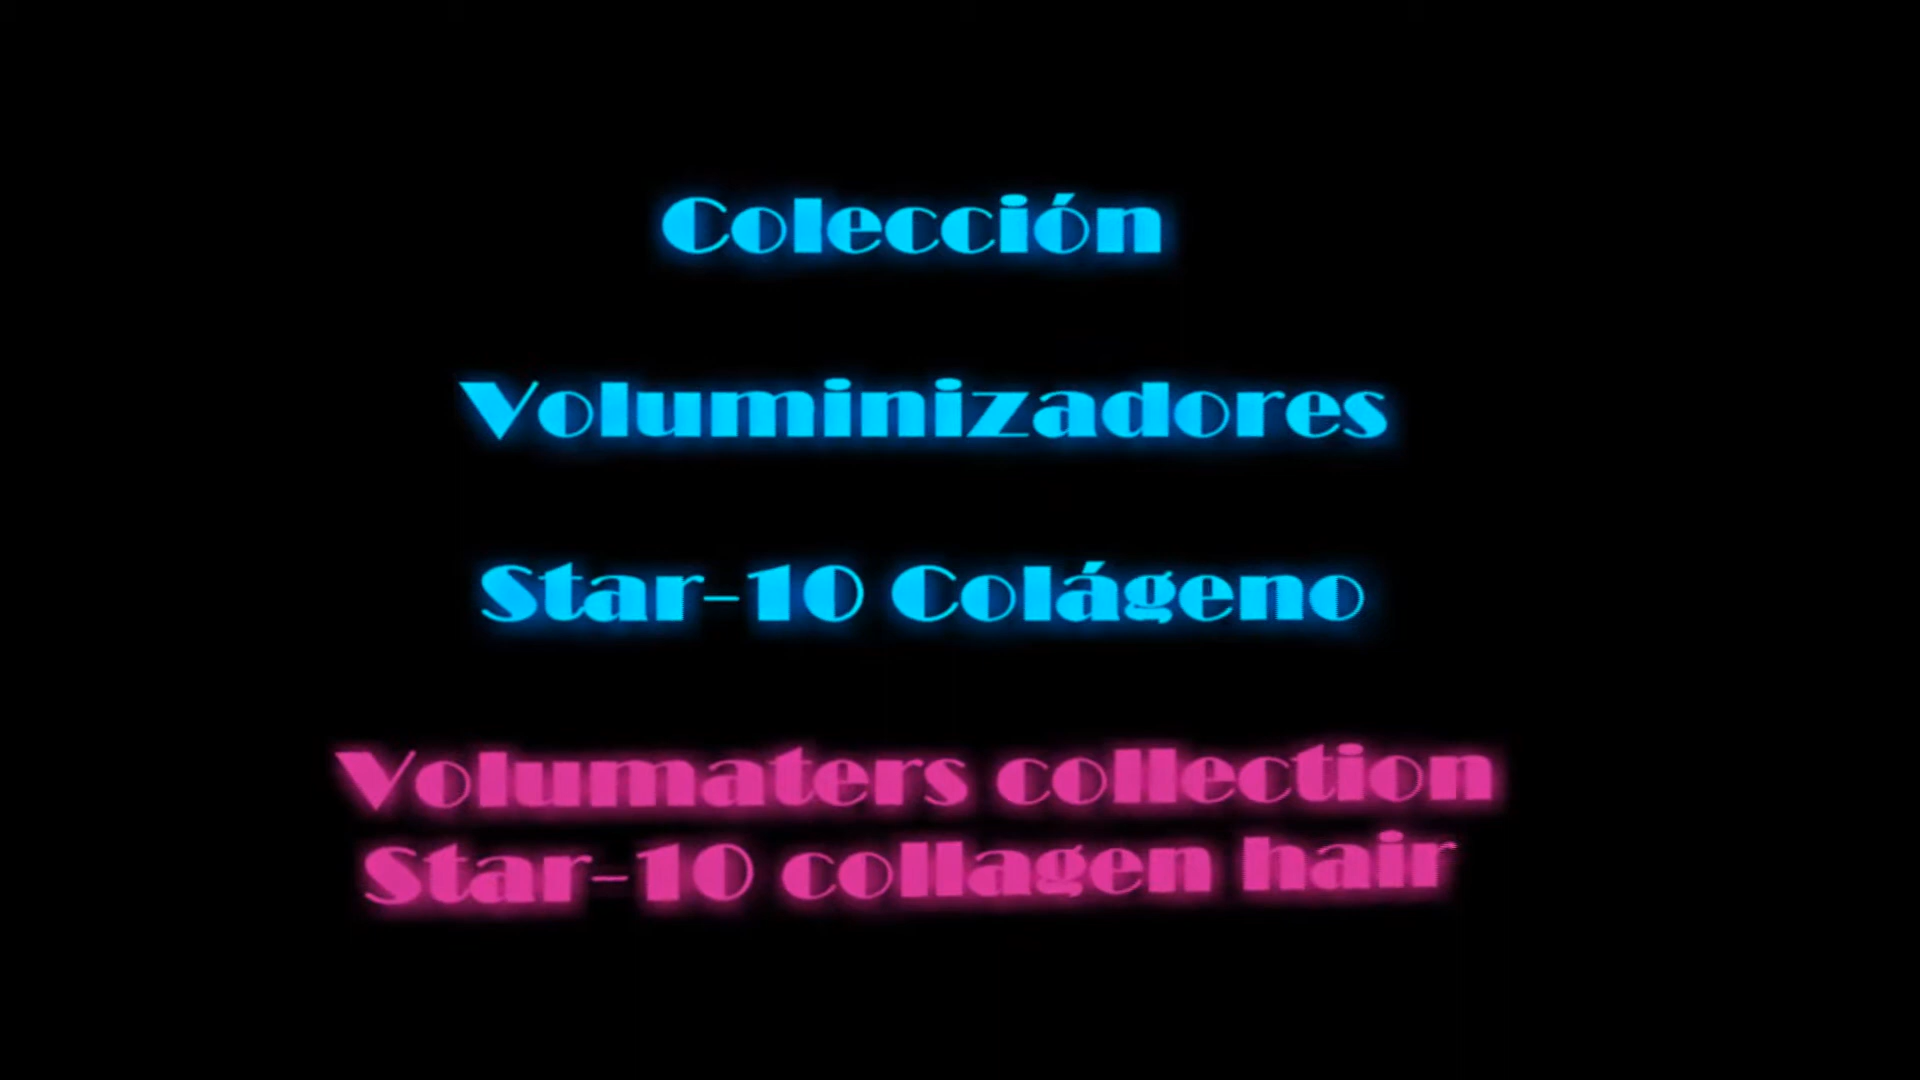 Colección
Voluminizadores
Star-10 Colágeno
Volumaters collection
Star-10 collagen hair